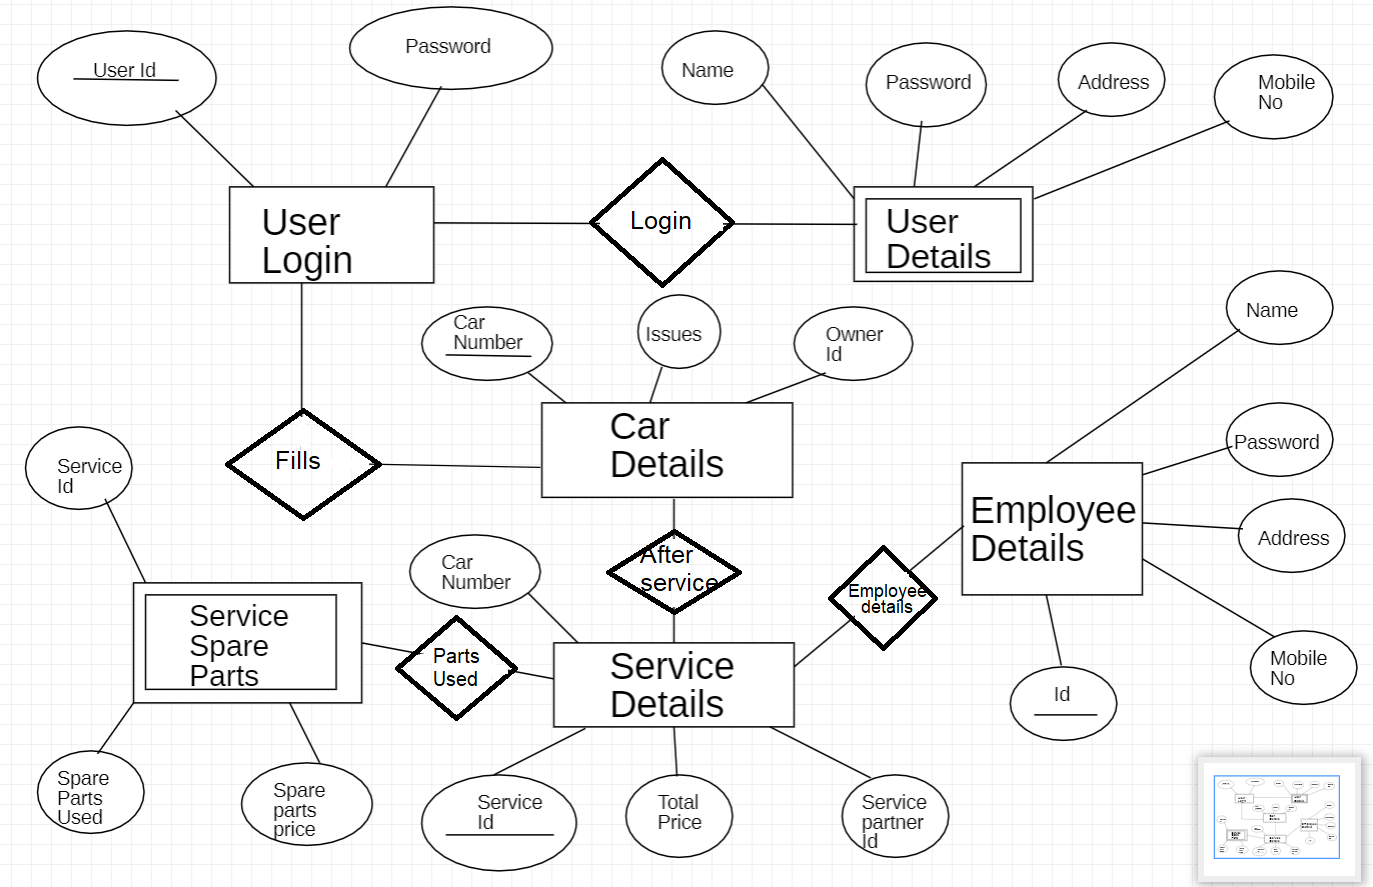 User Id
Password
Name
Password
Address
Mobile
No
User
Login
Login
User
Details
Car
Number
Issues
Owner
Id
Name
Car
Details
Fills
Service
Id
Password
Employee
Details
Address
After
service
Car
Number
Employee
details
Service
Spare
Parts
Parts
Used
Service
Details
Mobile
No
Id
Spare
Parts
Used
Spare
parts
price
Service
Id
Total
Price
Service
partner
Id